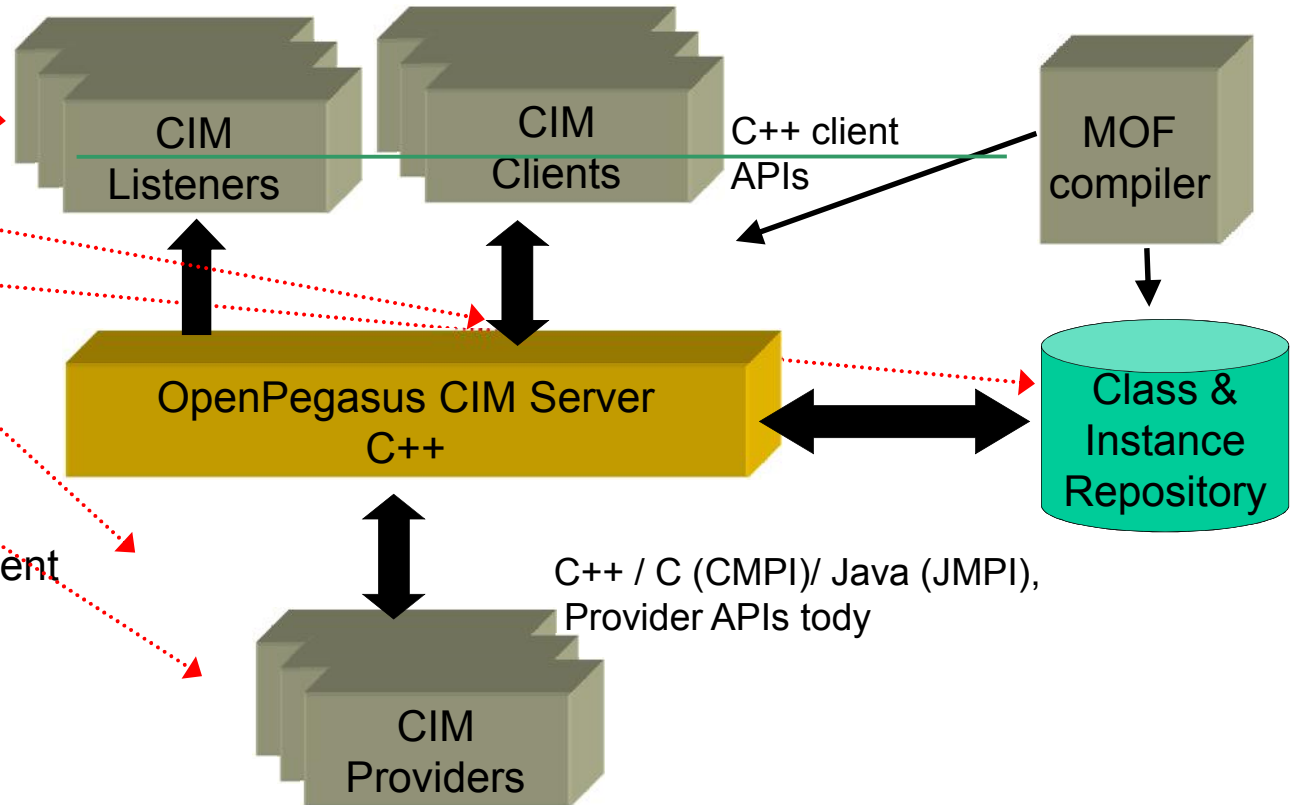 CIM
Listeners
CIM
Clients
C++ client
APIs
MOF
compiler
OpenPegasus CIM Server
C++
Class &
Instance
Repository
ent
C++ / C (CMPI)/ Java (JMPI),
Provider APIs tody
CIM
Providers